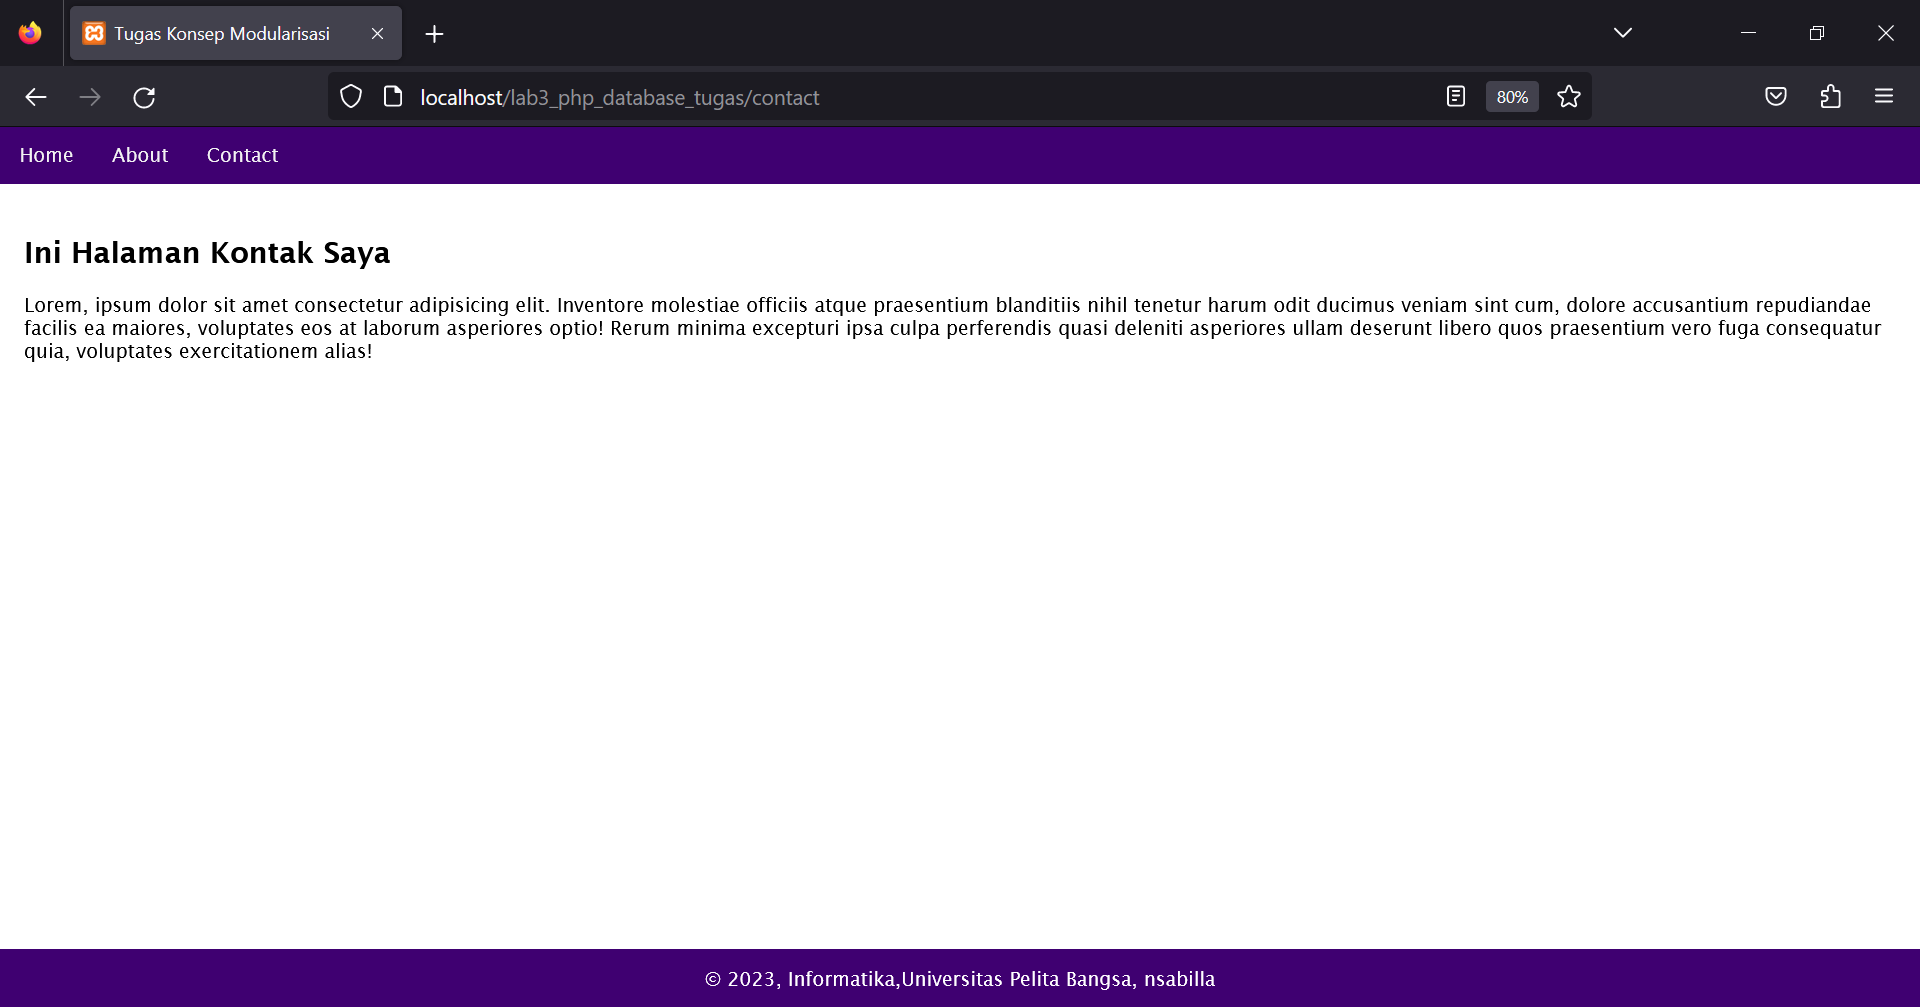 Tugas Konsep Modularisasi
localhost/lab3_php_database_tugas/contact
80%
Home About Contact
Ini Halaman Kontak Saya
Lorem, ipsum dolor sit amet consectetur adipisicing elit. Inventore molestiae officiis atque praesentium blanditiis nihil tenetur harum odit ducimus veniam sint cum, dolore accusantium repudiandae
facilis ea maiores, voluptates eos at laborum asperiores optio! Rerum minima excepturi ipsa culpa perferendis quasi deleniti asperiores ullam deserunt libero quos praesentium vero fuga consequatur
quia, voluptates exercitationem alias!
© 2023, Informatika,Universitas Pelita Bangsa, nsabilla